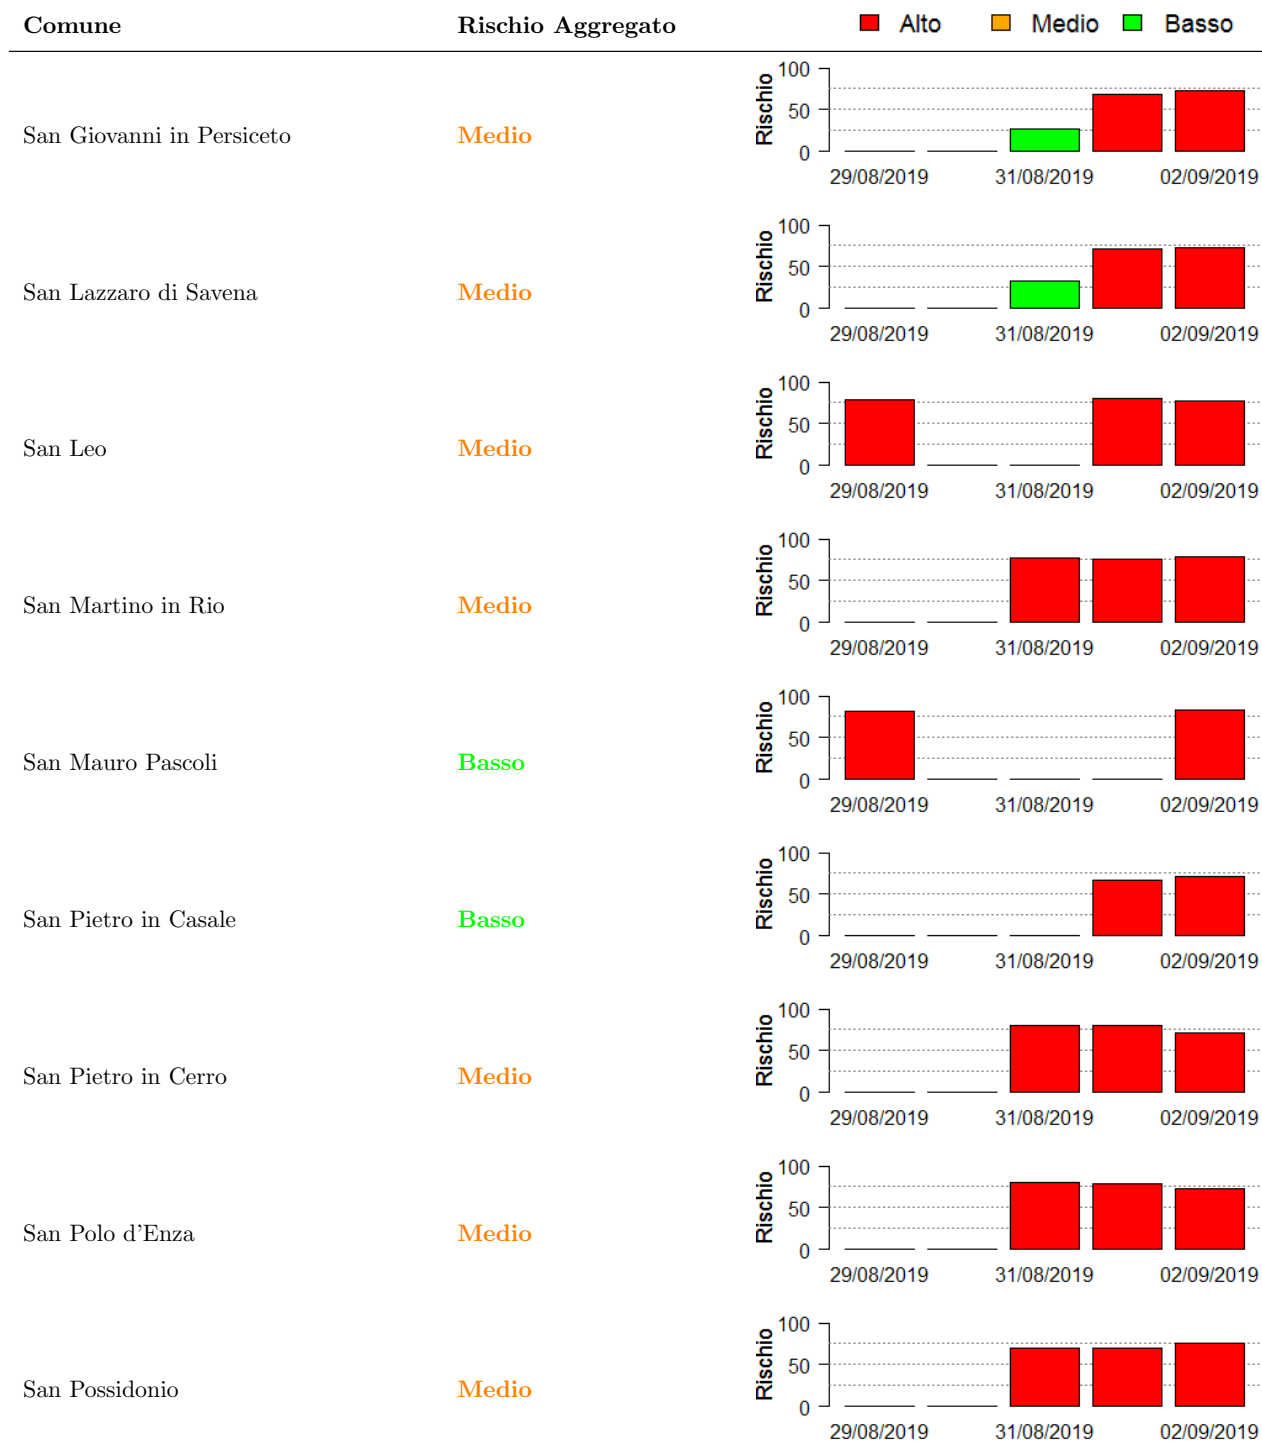 Comune Rischio Aggregato Alto Medio Basso
100
50
0
Rischio
San Giovanni in Persiceto Medio
29/08/2019 31/08/2019 02/09/2019
100
50
0
Rischio
San Lazzaro di Savena Medio
29/08/2019 31/08/2019 02/09/2019
100
50
0
Rischio
San Leo Medio
29/08/2019 31/08/2019 02/09/2019
100
50
0
Rischio
San Martino in Rio Medio
29/08/2019 31/08/2019 02/09/2019
100
50
0
Rischio
San Mauro Pascoli Basso
29/08/2019 31/08/2019 02/09/2019
100
50
0
Rischio
San Pietro in Casale Basso
29/08/2019 31/08/2019 02/09/2019
100
50
0
Rischio
San Pietro in Cerro Medio
29/08/2019 31/08/2019 02/09/2019
100
50
0
Rischio
San Polo d'Enza Medio
29/08/2019 31/08/2019 02/09/2019
100
50
0
Rischio
San Possidonio Medio
29/08/2019 31/08/2019 02/09/2019